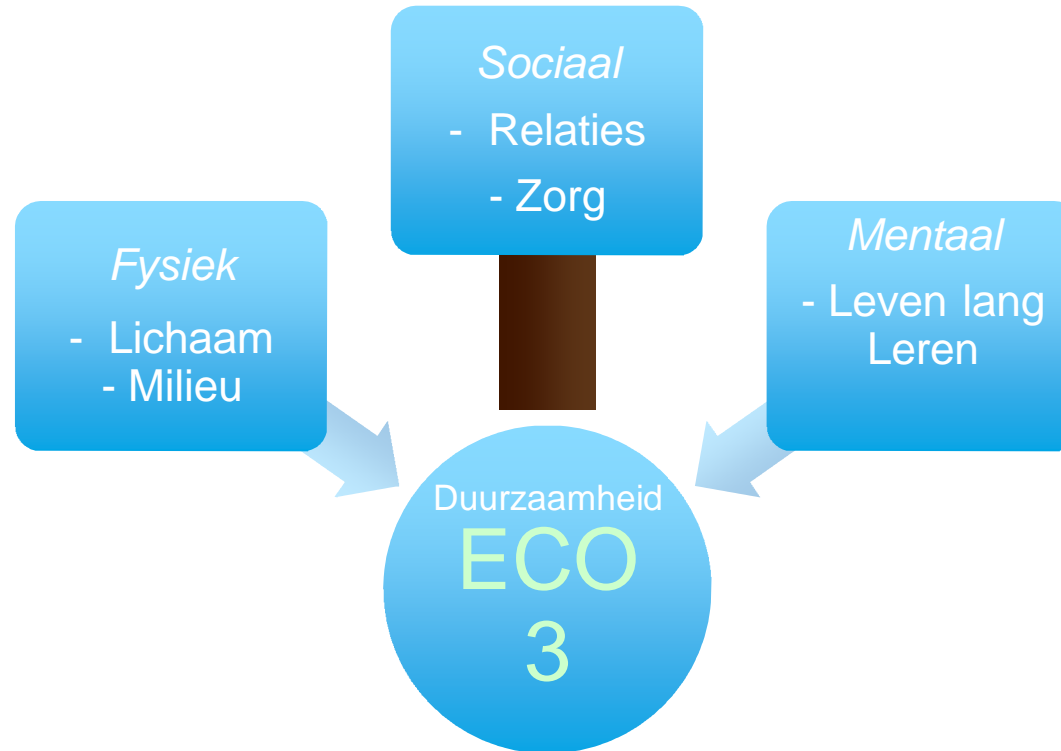 Sociaal
- Relaties
- Zorg
Fysiek
- Lichaam
- Milieu
Mentaal
- Leven lang
Leren
Duurzaamheid
ECO
3